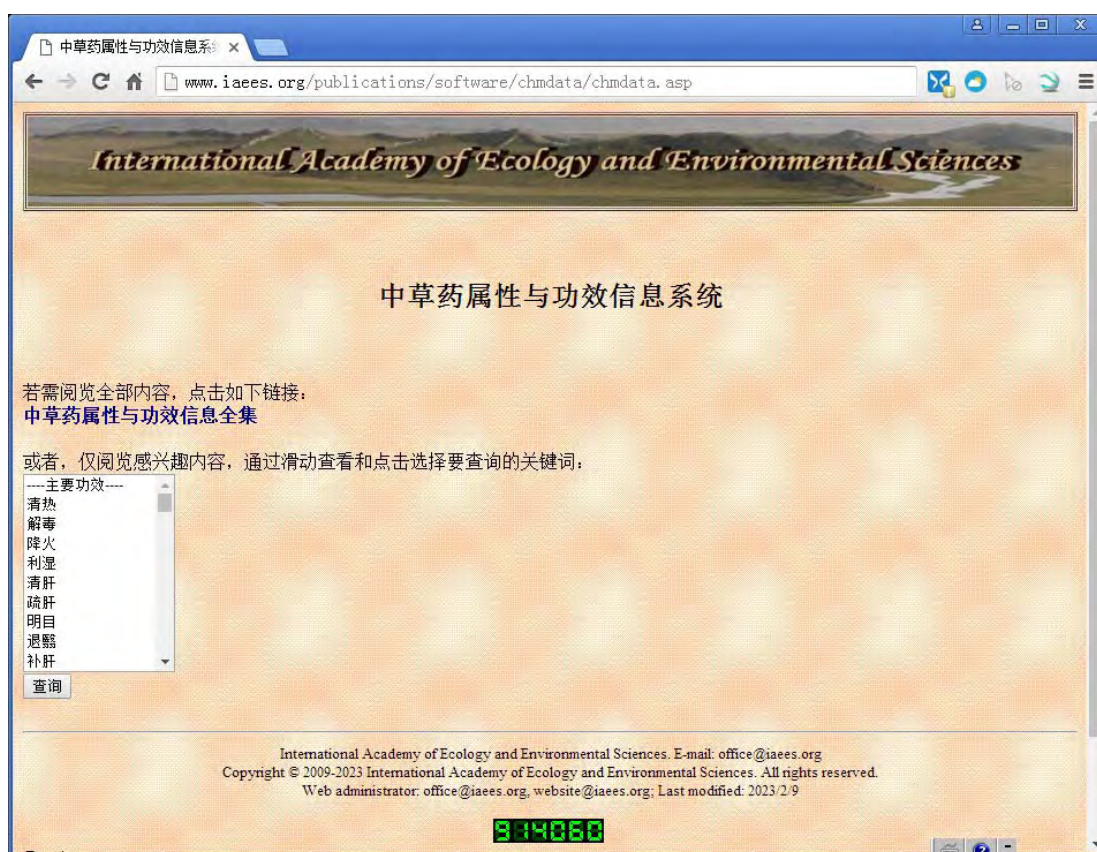 中草药属性与功效信息系
www.iaees.org/publications/software/chmdata/chmdata.asp
International Academy of Ecology and Environmental Sciences
中草药属性与功效信息系统
若需阅览全部内容，点击如下链接：
中草药属性与功效信息全集
或者，仅阅览感兴趣内容，通过滑动查看和点击选择要查询的关键词：
----主要功效----
清热
解毒
降火
利湿
清肝
疏肝
明目
退翳
补肝
查询
International Academy of Ecology and Environmental Sciences. E-mail: office@iaees.org
Copyright © 2009-2023 International Academy of Ecology and Environmental Sciences. All rights reserved.
Web administrator: office@iaees.org, website@iaees.org; Last modified: 2023/2/9
914060